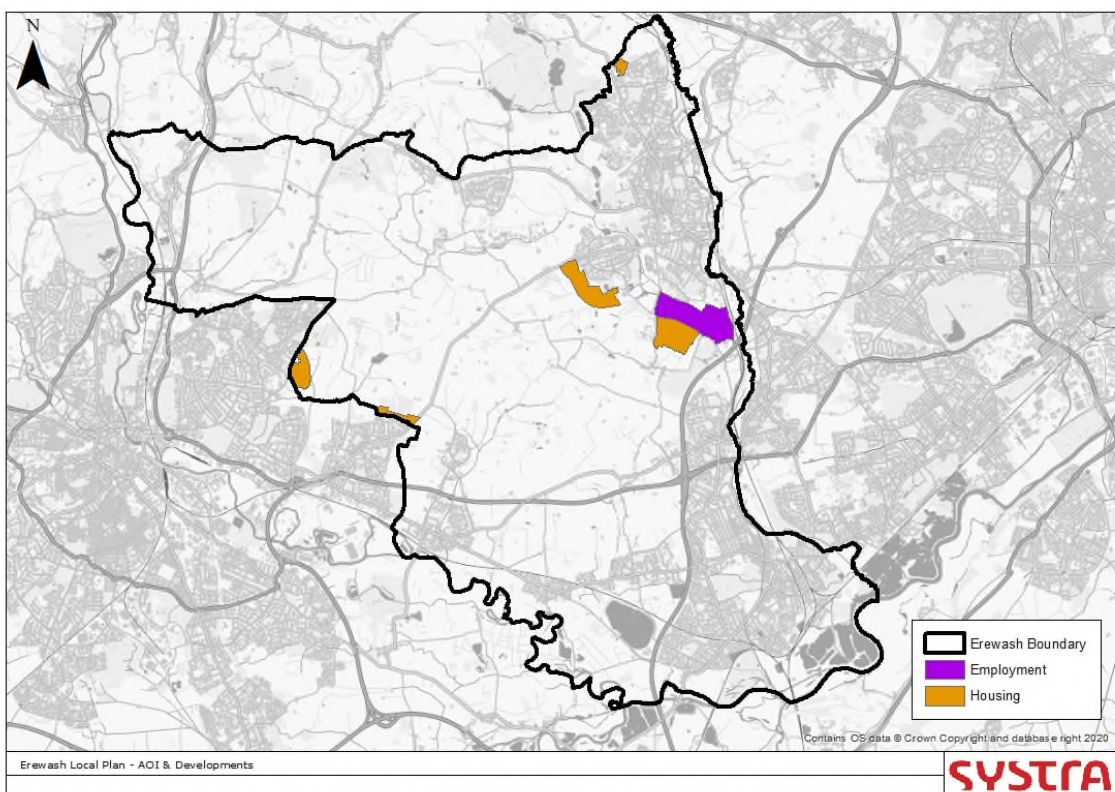 N
Erewash Boundary
Employment
Housing
Contains OS data © Crown Copyright and database right 2020
Erewash Local Plan - AOI & Developments
SYSTRA